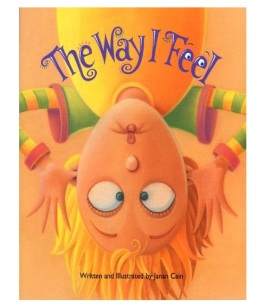 The Way I Feel
Written and Illustrated by Janan Cain